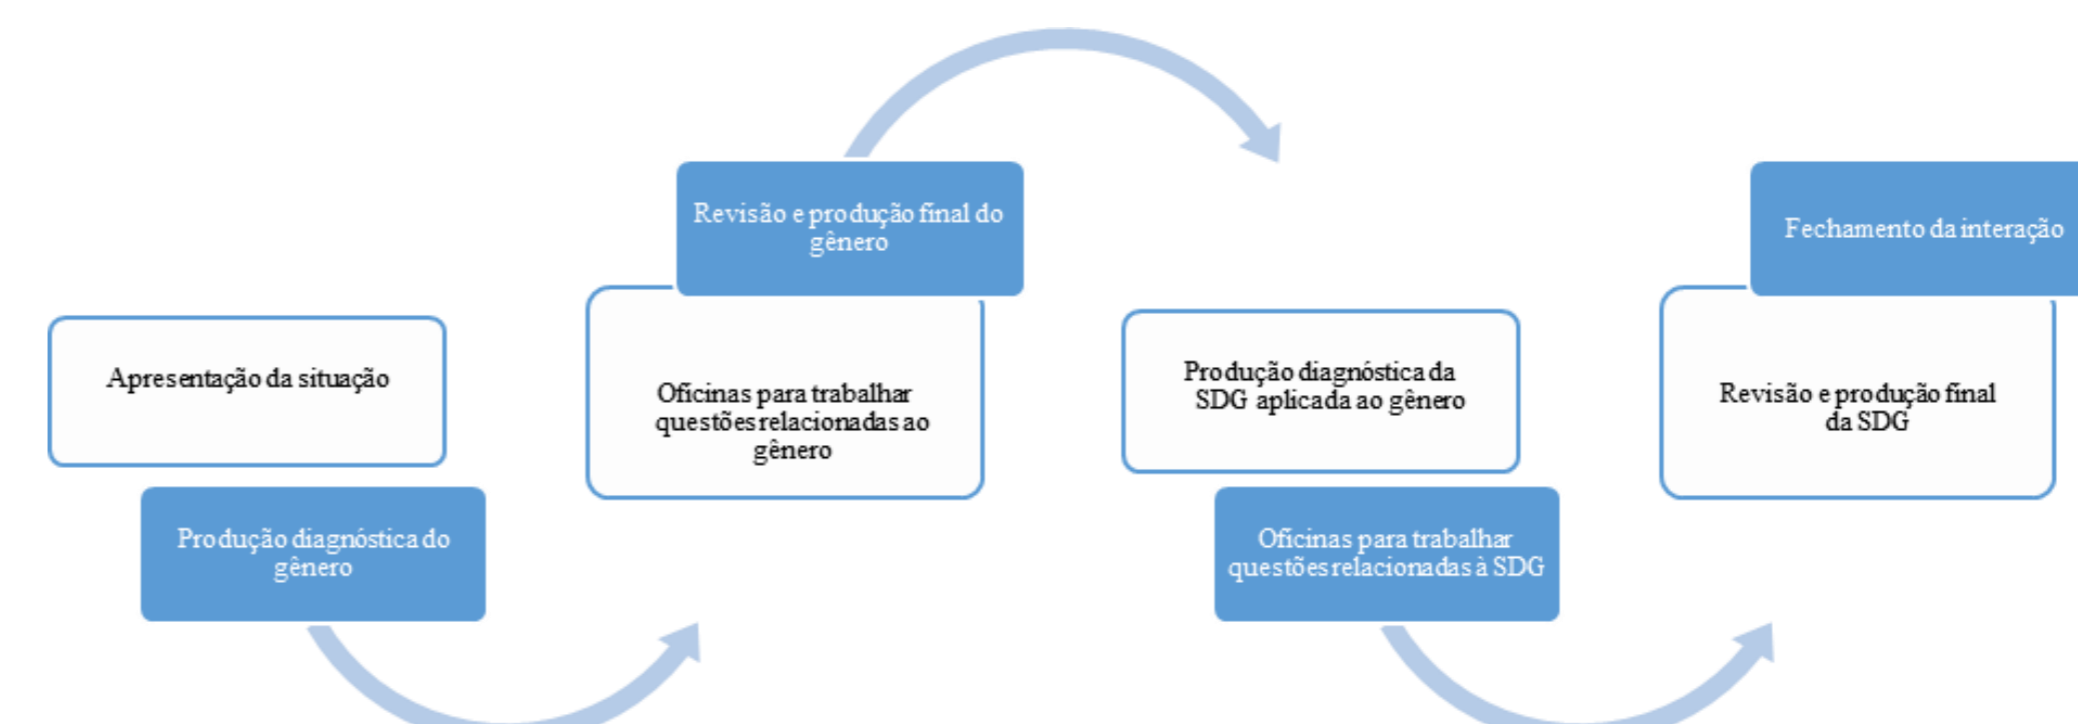 Apresentação da situação
Produção diagnóstica do
gênero
Revisão e produção final do
gênero
Oficinas para trabalhar
questões relacionadas ao
gênero
Produção diagnóstica da
SDG aplicada ao gênero
Oficinas para trabalhar
questões relacionadas à SDG
Fechamento da interação
Revisão e produção final
da SDG